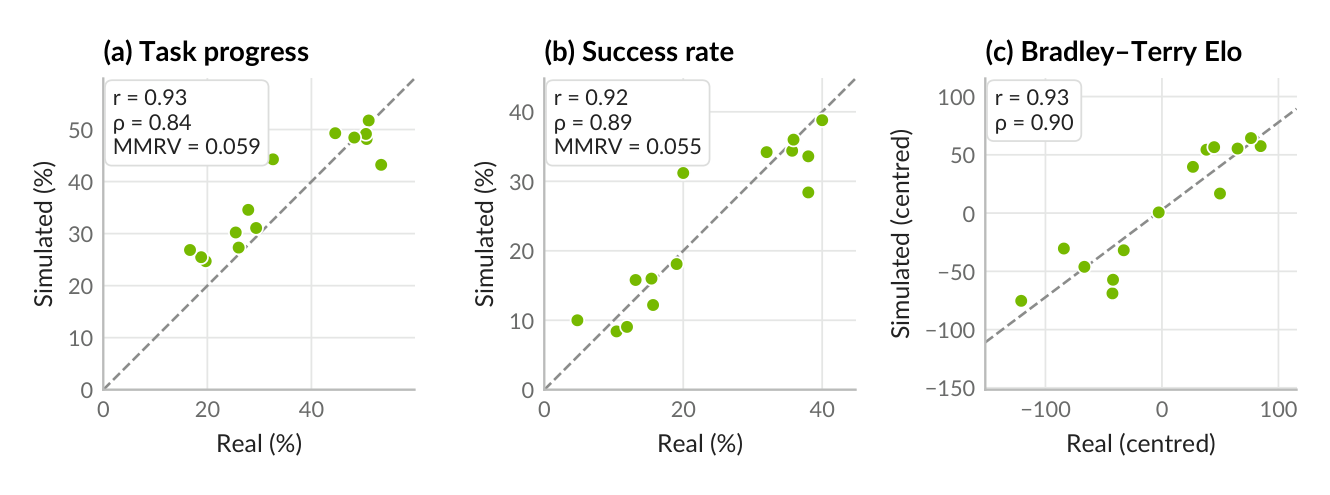 (a) Task progress
r = 0.93
ρ = 0.84
MMRV = 0.059
50
40
30
20
10
0
0
20
40
Simulated (%)
Real (%)
(b) Success rate
r = 0.92
ρ = 0.89
MMRV = 0.055
40
30
20
10
0
0
20
40
Simulated (%)
Real (%)
(c) Bradley–Terry Elo
r = 0.93
ρ = 0.90
100
50
0
−50
−100
−150
−100
0
100
Simulated (centred)
Real (centred)